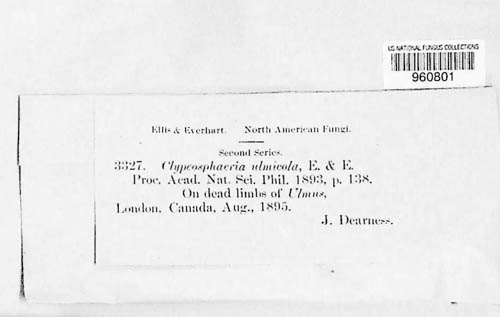 US NATIONAL FUNGUS COLLECTIONS
960801
Ellis & Everhart. North American Fungi.
Second Series.
3327. Clypeosphaeria ulmicola, E. & E.
Proc. Acad. Nat. Sci. Phil. 1893, p. 138.
On dead limbs of Ulmus,
London, Canada, Aug., 1895.
J. Dearness.